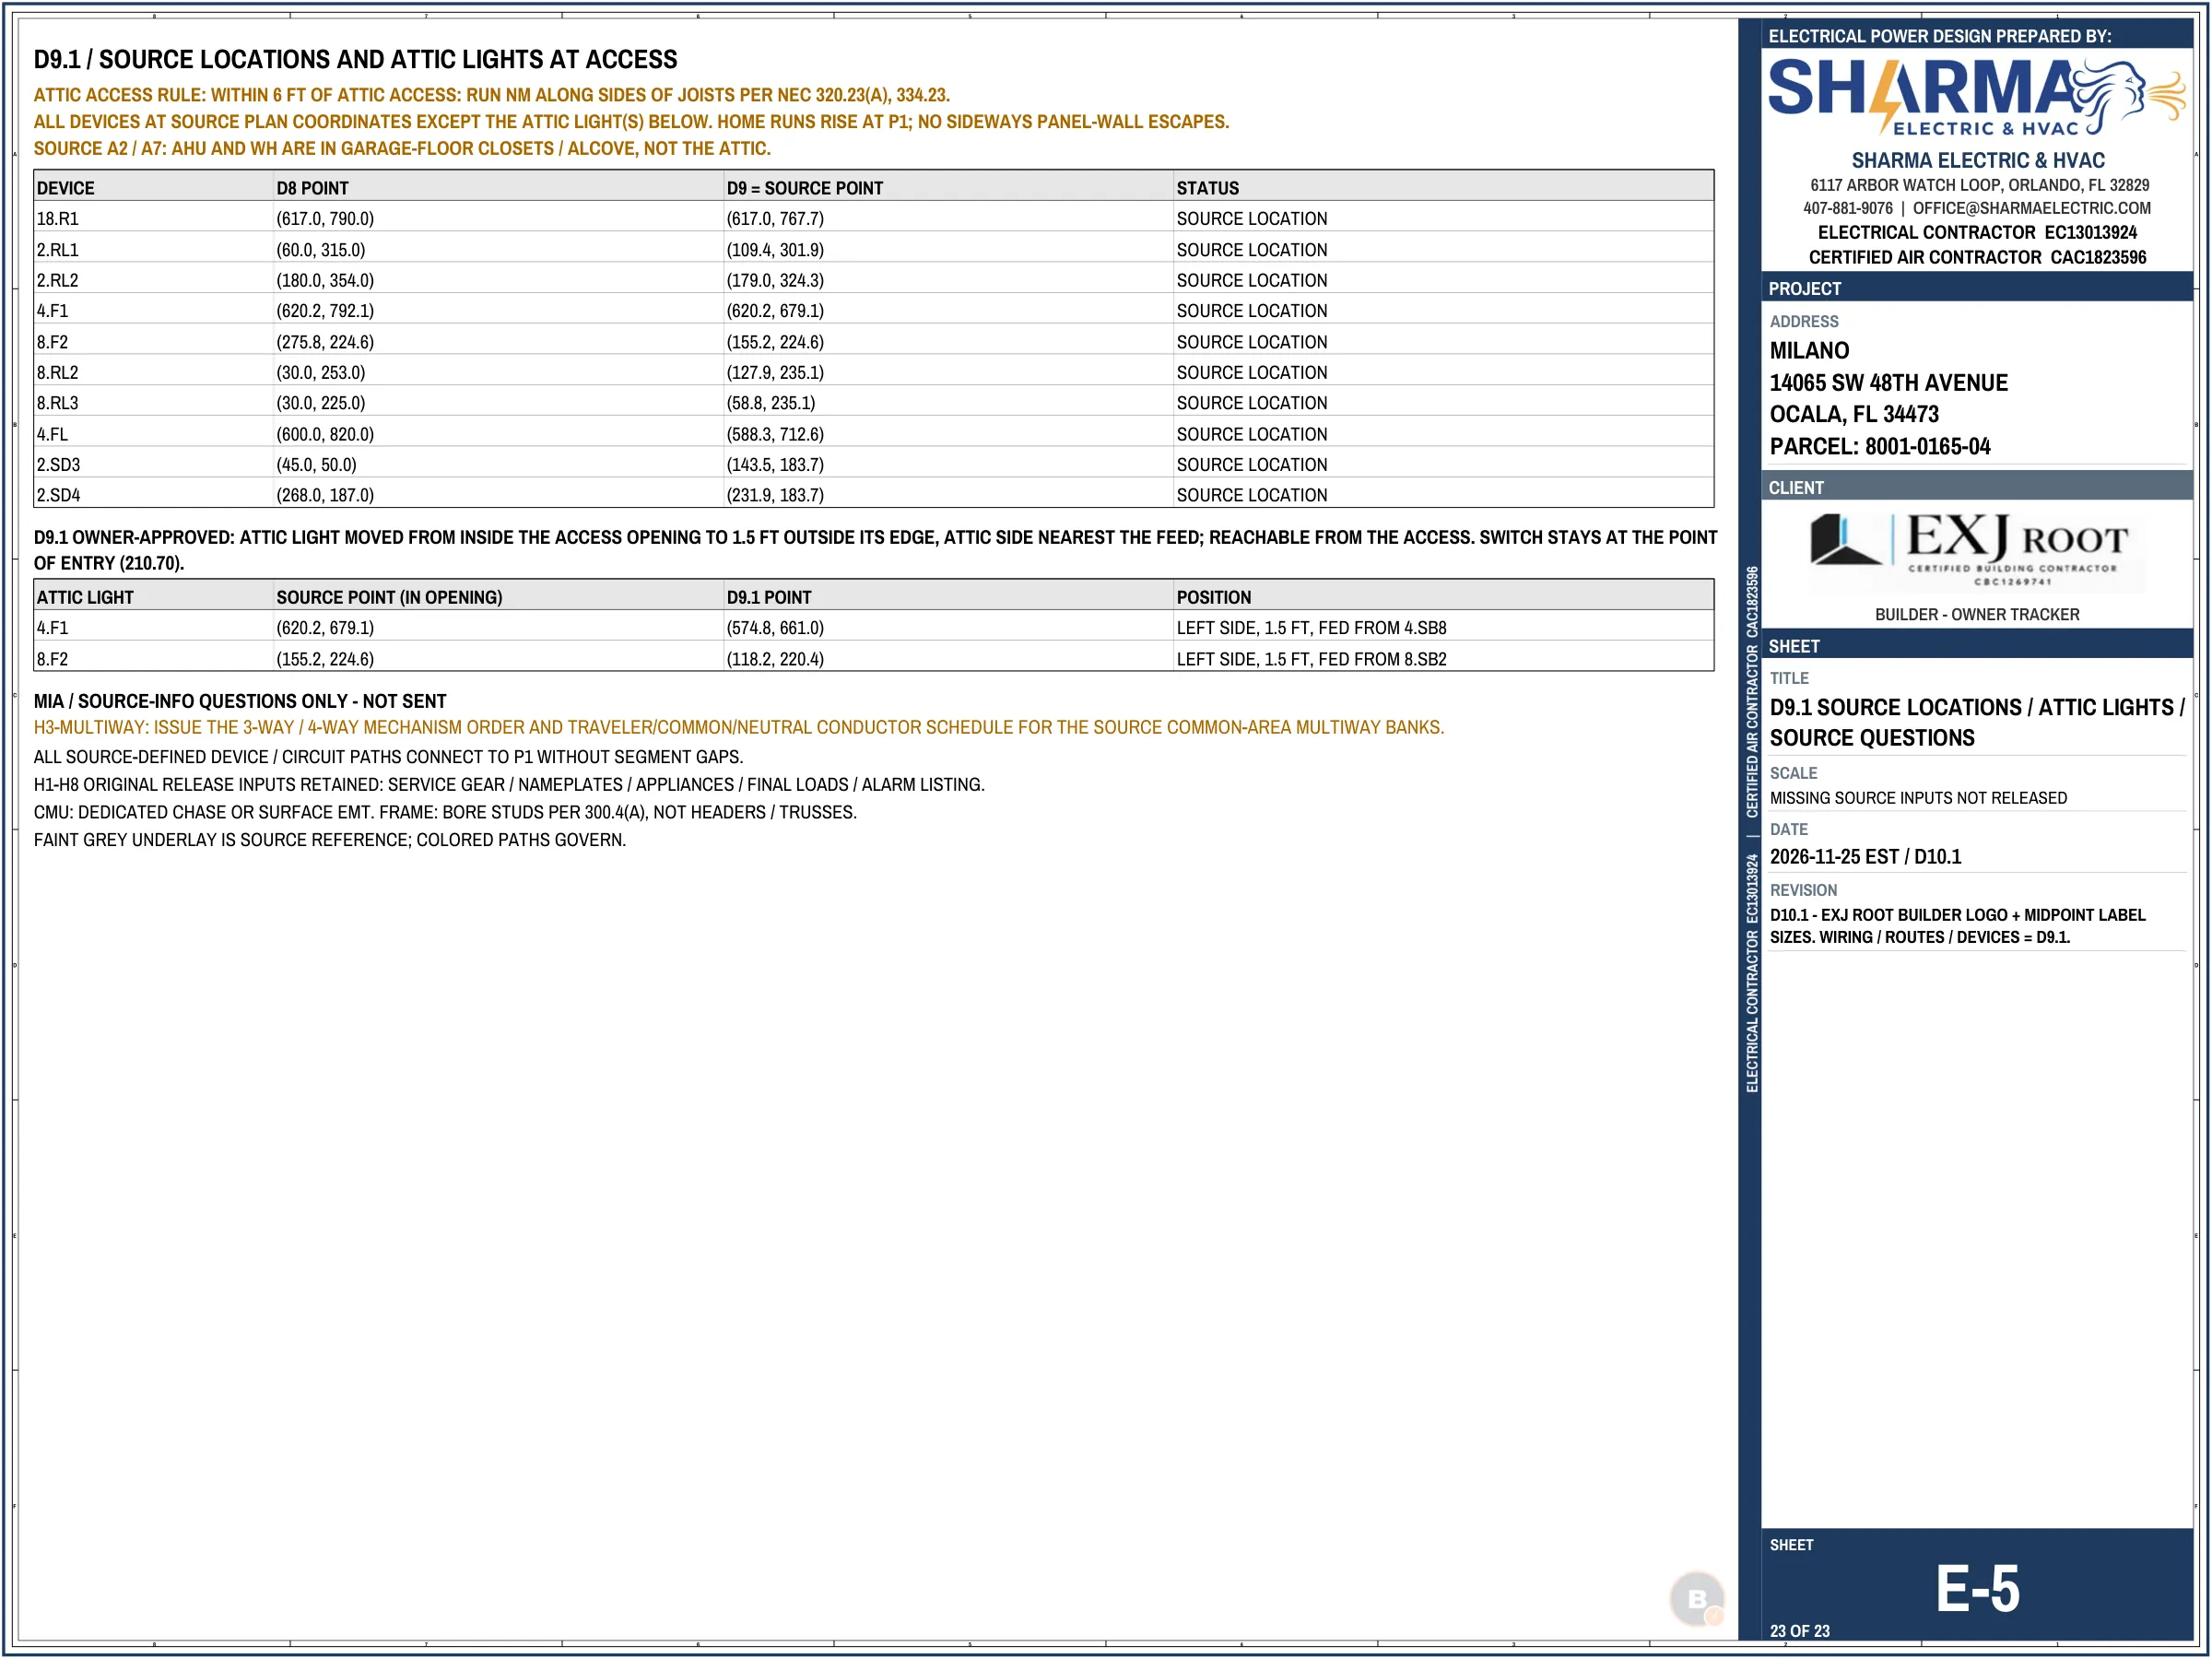 D9.1 / SOURCE LOCATIONS AND ATTIC LIGHTS AT ACCESS
ATTIC ACCESS RULE: WITHIN 6 FT OF ATTIC ACCESS: RUN NM ALONG SIDES OF JOISTS PER NEC 320.23(A), 334.23.
ALL DEVICES AT SOURCE PLAN COORDINATES EXCEPT THE ATTIC LIGHT(S) BELOW. HOME RUNS RISE AT P1; NO SIDEWAYS PANEL-WALL ESCAPES.
SOURCE A2 / A7: AHU AND WH ARE IN GARAGE-FLOOR CLOSETS / ALCOVE, NOT THE ATTIC.
DEVICE D8 POINT D9 = SOURCE POINT STATUS
18.R1 (617.0, 790.0) (617.0, 767.7) SOURCE LOCATION
2.RL1 (60.0, 315.0) (109.4, 301.9) SOURCE LOCATION
2.RL2 (180.0, 354.0) (179.0, 324.3) SOURCE LOCATION
4.F1 (620.2, 792.1) (620.2, 679.1) SOURCE LOCATION
8.F2 (275.8, 224.6) (155.2, 224.6) SOURCE LOCATION
8.RL2 (30.0, 253.0) (127.9, 235.1) SOURCE LOCATION
8.RL3 (30.0, 225.0) (58.8, 235.1) SOURCE LOCATION
4.FL (600.0, 820.0) (588.3, 712.6) SOURCE LOCATION
2.SD3 (45.0, 50.0) (143.5, 183.7) SOURCE LOCATION
2.SD4 (268.0, 187.0) (231.9, 183.7) SOURCE LOCATION
D9.1 OWNER-APPROVED: ATTIC LIGHT MOVED FROM INSIDE THE ACCESS OPENING TO 1.5 FT OUTSIDE ITS EDGE, ATTIC SIDE NEAREST THE FEED; REACHABLE FROM THE ACCESS. SWITCH STAYS AT THE POINT
OF ENTRY (210.70).
ATTIC LIGHT SOURCE POINT (IN OPENING) D9.1 POINT POSITION
4.F1 (620.2, 679.1) (574.8, 661.0) LEFT SIDE, 1.5 FT, FED FROM 4.SB8
8.F2 (155.2, 224.6) (118.2, 220.4) LEFT SIDE, 1.5 FT, FED FROM 8.SB2
MIA / SOURCE-INFO QUESTIONS ONLY - NOT SENT
H3-MULTIWAY: ISSUE THE 3-WAY / 4-WAY MECHANISM ORDER AND TRAVELER/COMMON/NEUTRAL CONDUCTOR SCHEDULE FOR THE SOURCE COMMON-AREA MULTIWAY BANKS.
ALL SOURCE-DEFINED DEVICE / CIRCUIT PATHS CONNECT TO P1 WITHOUT SEGMENT GAPS.
H1-H8 ORIGINAL RELEASE INPUTS RETAINED: SERVICE GEAR / NAMEPLATES / APPLIANCES / FINAL LOADS / ALARM LISTING.
CMU: DEDICATED CHASE OR SURFACE EMT. FRAME: BORE STUDS PER 300.4(A), NOT HEADERS / TRUSSES.
FAINT GREY UNDERLAY IS SOURCE REFERENCE; COLORED PATHS GOVERN.
B
ELECTRICAL CONTRACTOR EC13013924 | CERTIFIED AIR CONTRACTOR CAC1823596
ELECTRICAL POWER DESIGN PREPARED BY:
SHARMA
ELECTRIC & HVAC
SHARMA ELECTRIC & HVAC
6117 ARBOR WATCH LOOP, ORLANDO, FL 32829
407-881-9076 | OFFICE@SHARMAELECTRIC.COM
ELECTRICAL CONTRACTOR EC13013924
CERTIFIED AIR CONTRACTOR CAC1823596
PROJECT
ADDRESS
MILANO
14065 SW 48TH AVENUE
OCALA, FL 34473
PARCEL: 8001-0165-04
CLIENT
EXJ ROOT
CERTIFIED BUILDING CONTRACTOR
CBC1269741
BUILDER - OWNER TRACKER
SHEET
TITLE
D9.1 SOURCE LOCATIONS / ATTIC LIGHTS /
SOURCE QUESTIONS
SCALE
MISSING SOURCE INPUTS NOT RELEASED
DATE
2026-11-25 EST / D10.1
REVISION
D10.1 - EXJ ROOT BUILDER LOGO + MIDPOINT LABEL
SIZES. WIRING / ROUTES / DEVICES = D9.1.
SHEET
E-5
23 OF 23